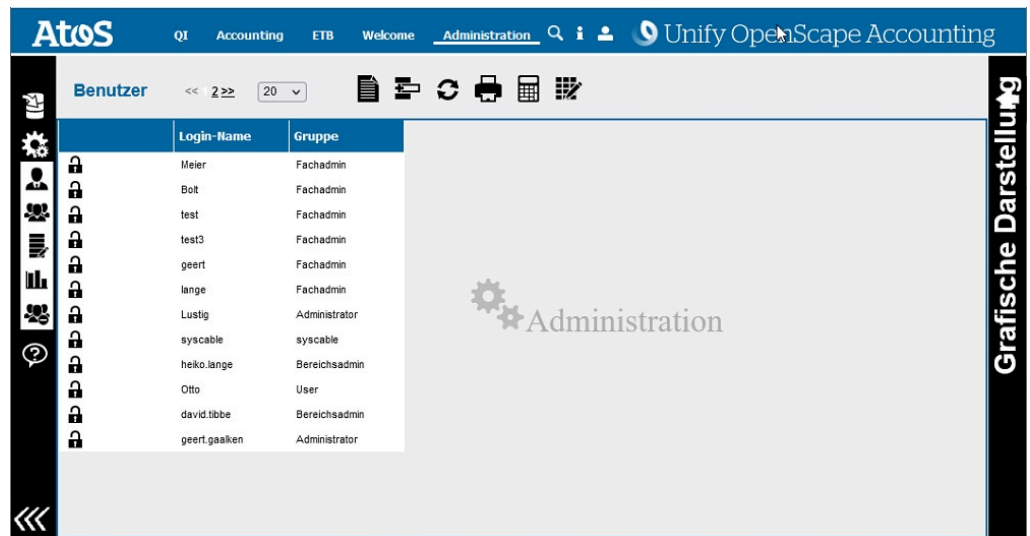 Atos QI Accounting ETB Welcome Administration Unify OpenScape Accounting
Benutzer << 2 >> 20
Login-Name Gruppe
Meier Fachadmin
Bolt Fachadmin
test Fachadmin
test3 Fachadmin
geert Fachadmin
lange Fachadmin
Lustig Administrator
syscable syscable
heiko.lange Bereichsadmin
Otto User
david.tibbe Bereichsadmin
geert.gaalken Administrator
Administration
Grafische Darstellung